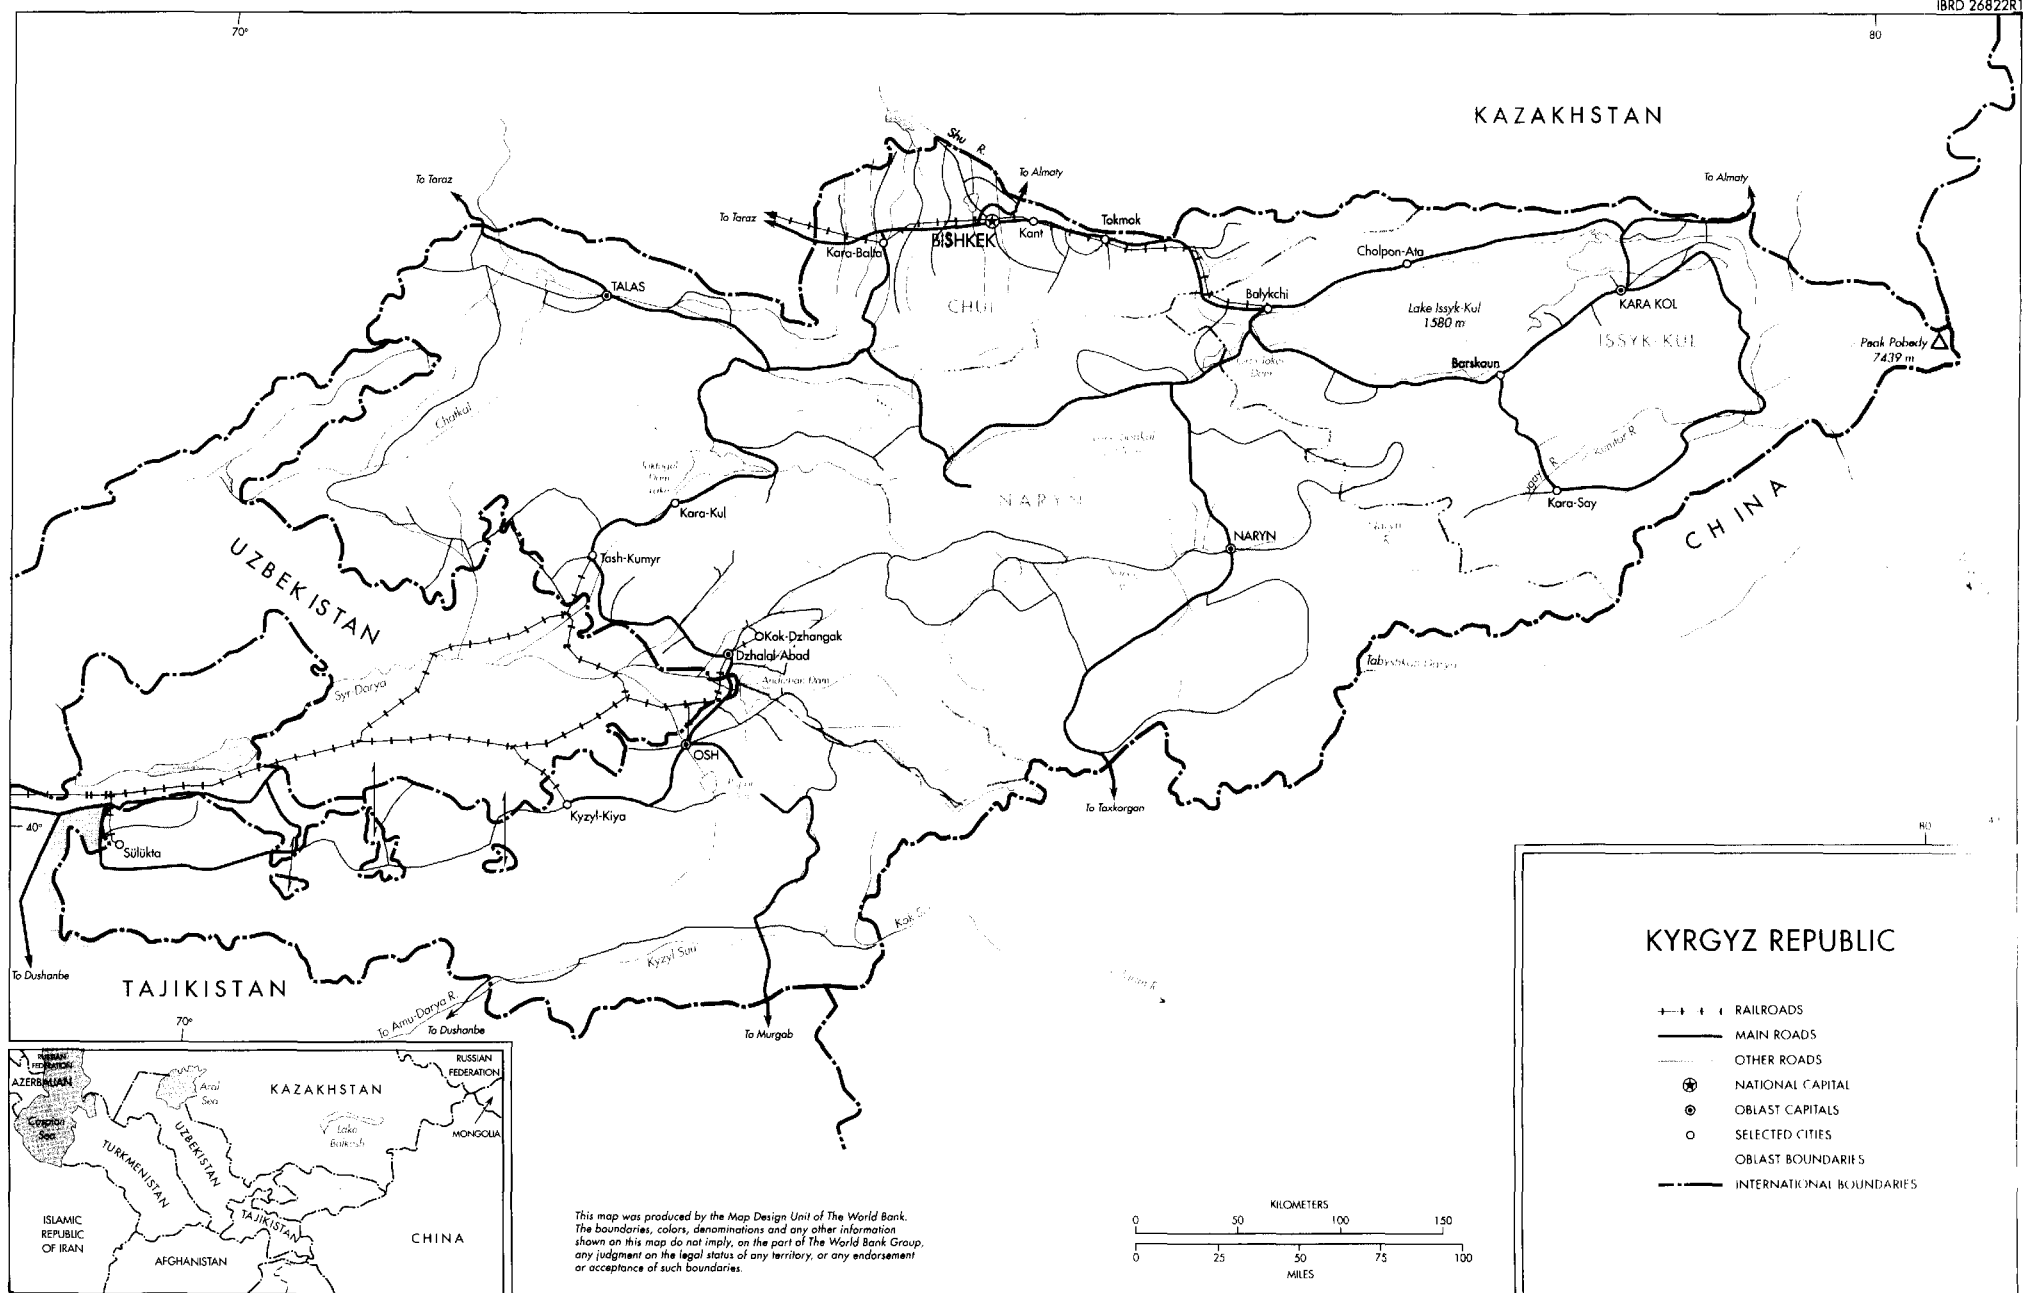 IBRD 26822R1
70°
80
KAZAKHSTAN
Shu R.
To Taraz
To Almaty
To Almaty
To Taraz
Tokmok
BISHKEK
Kant
Kara-Balta
Cholpon-Ata
TALAS
CHUI
Balykchi
Lake Issyk-Kul
1580 m
KARA KOL
ISSYK-KUL
Peak Pobedy
7439 m
Barskaun
Chatkal
Kumtor R
Toktogul
Dam
Lake
NARYN
Kara-Kul
Kara-Say
CHINA
UZBEKISTAN
Tash-Kumyr
NARYN
Naryn
R
Kok-Dzhangak
Dzhalal-Abad
Andizhan Dam
Syr-Darya
OSH
To Taxkorgan
Kyzyl-Kiya
40°
80
Sülükta
Kok S
Kyzyl Suu
To Dushanbe
TAJIKISTAN
To Amu-Darya R.
To Dushanbe
To Murgab
70°
KYRGYZ REPUBLIC
RAILROADS
MAIN ROADS
OTHER ROADS
NATIONAL CAPITAL
OBLAST CAPITALS
SELECTED CITIES
OBLAST BOUNDARIES
INTERNATIONAL BOUNDARIES
RUSSIAN
FEDERATION
AZERBAIJAN
Caspian
Sea
Aral
Sea
KAZAKHSTAN
RUSSIAN
FEDERATION
Lake
Balkash
MONGOLIA
UZBEKISTAN
TURKMENISTAN
TAJIKISTAN
ISLAMIC
REPUBLIC
OF IRAN
AFGHANISTAN
CHINA
This map was produced by the Map Design Unit of The World Bank.
The boundaries, colors, denominations and any other information
shown on this map do not imply, on the part of The World Bank Group,
any judgment on the legal status of any territory, or any endorsement
or acceptance of such boundaries.
KILOMETERS
0 50 100 150
0 25 50 75 100
MILES